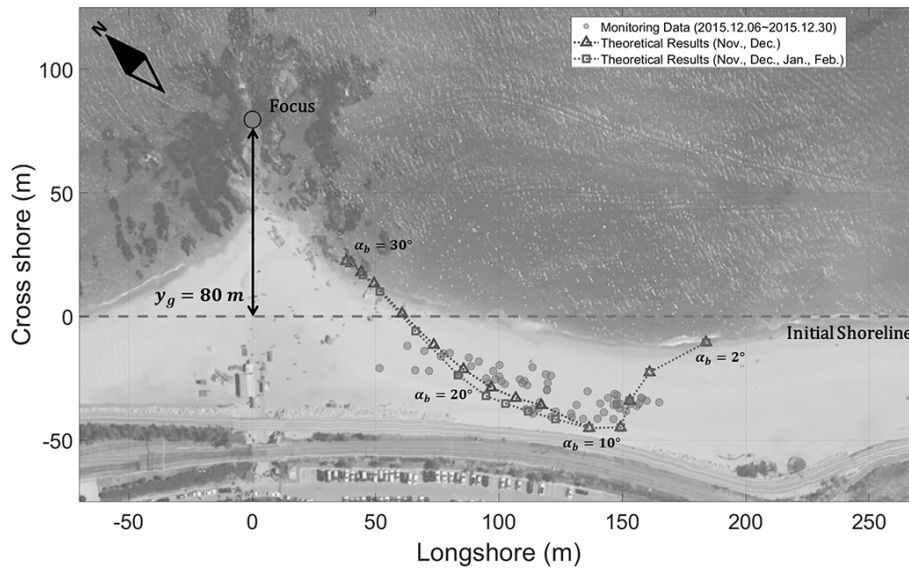 N
Monitoring Data (2015.12.06~2015.12.30)
Theoretical Results (Nov., Dec.)
Theoretical Results (Nov., Dec., Jan., Feb.)
Focus
y_g = 80 m
α_b = 30°
α_b = 20°
α_b = 10°
α_b = 2°
Initial Shoreline
Cross shore (m)
100
50
0
-50
-50 0 50 100 150 200 250
Longshore (m)